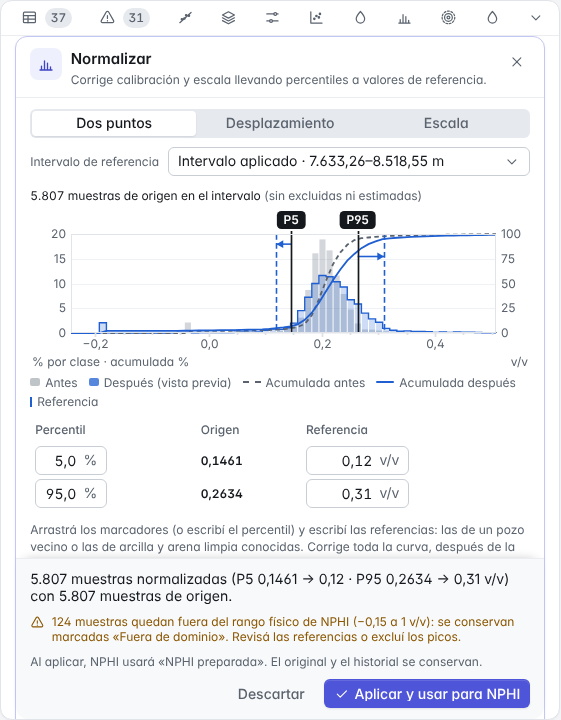 37 31
Normalizar
Corrige calibración y escala llevando percentiles a valores de referencia.
Dos puntos Desplazamiento Escala
Intervalo de referencia Intervalo aplicado · 7.633,26–8.518,55 m
5.807 muestras de origen en el intervalo (sin excluidas ni estimadas)
P5 P95
20 100
15 75
10 50
5 25
0 0
−0,2 0,0 0,2 0,4
% por clase · acumulada % v/v
Antes Después (vista previa) Acumulada antes Acumulada después
Referencia
Percentil Origen Referencia
5,0 % 0,1461 0,12 v/v
95,0 % 0,2634 0,31 v/v
Arrastrá los marcadores (o escribí el percentil) y escribí las referencias: las de un pozo
vecino o las de arcilla y arena limpia conocidas. Corrige toda la curva, después de la
5.807 muestras normalizadas (P5 0,1461 → 0,12 · P95 0,2634 → 0,31 v/v)
con 5.807 muestras de origen.
124 muestras quedan fuera del rango físico de NPHI (−0,15 a 1 v/v): se conservan
marcadas «Fuera de dominio». Revisá las referencias o excluí los picos.
Al aplicar, NPHI usará «NPHI preparada». El original y el historial se conservan.
Descartar Aplicar y usar para NPHI